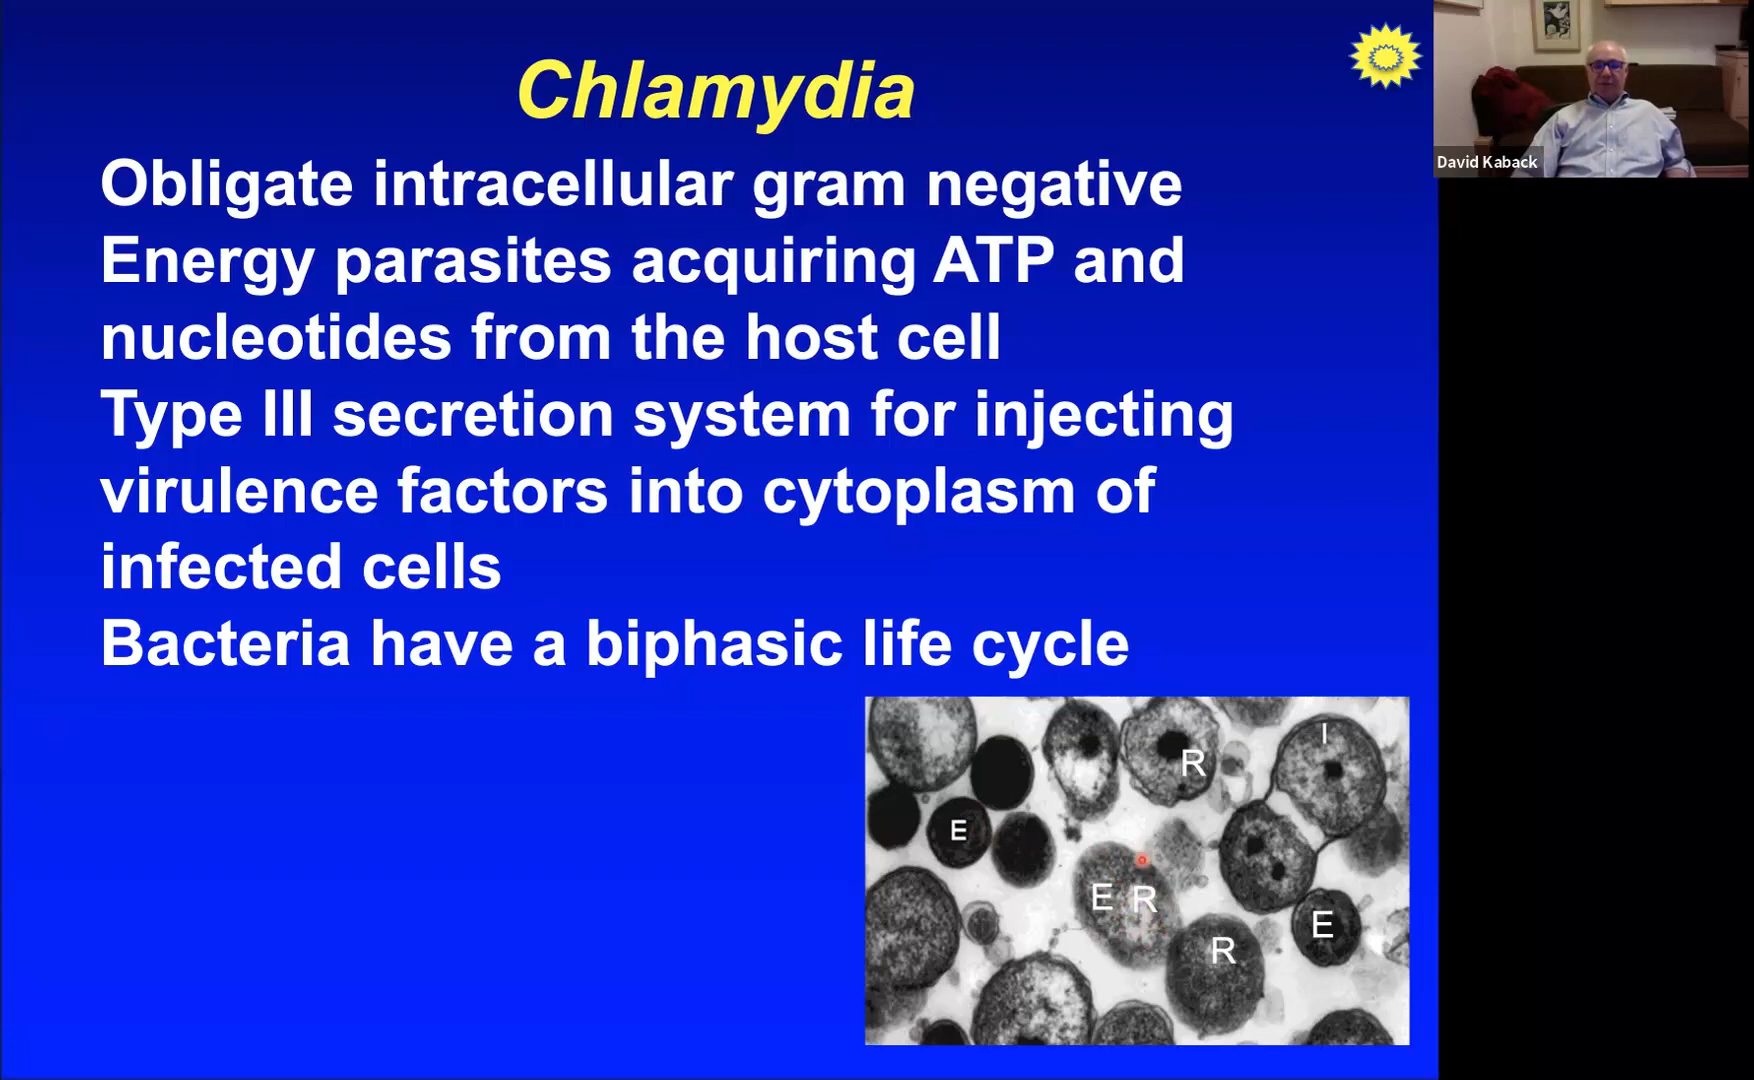 Chlamydia
Obligate intracellular gram negative
Energy parasites acquiring ATP and
nucleotides from the host cell
Type III secretion system for injecting
virulence factors into cytoplasm of
infected cells
Bacteria have a biphasic life cycle
David Kaback
I
R
E
E R
E
R